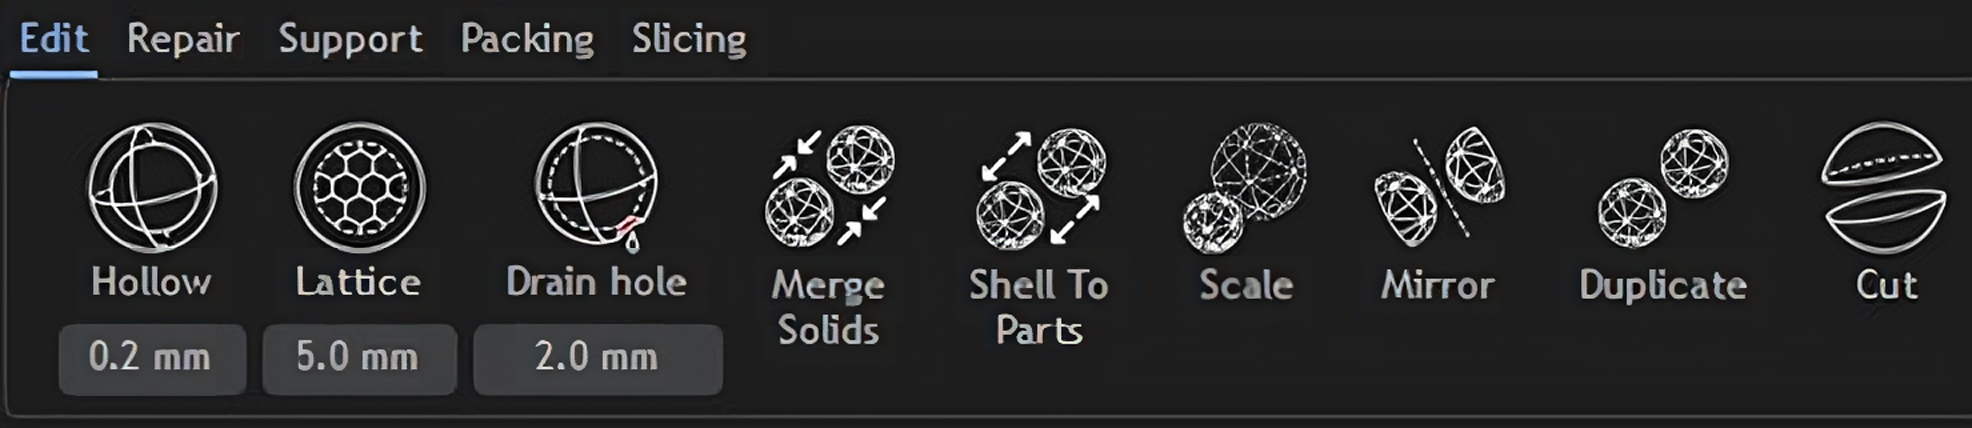 Edit Repair Support Packing Slicing
Hollow Lattice Drain hole Merge Solids Shell To Parts Scale Mirror Duplicate Cut
0.2 mm 5.0 mm 2.0 mm